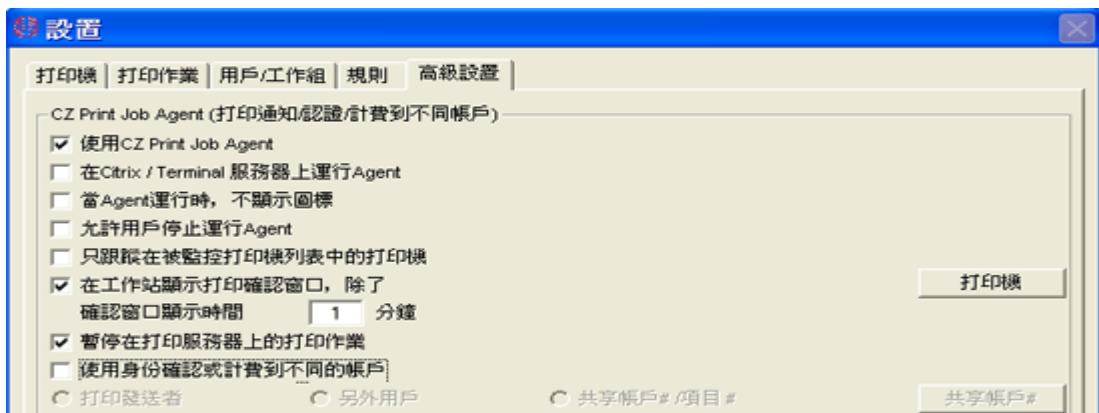 設置
打印機 打印作業 用戶/工作組 規則 高級設置
CZ Print Job Agent (打印通知/認證/計費到不同帳戶)
使用CZ Print Job Agent
在Citrix / Terminal 服務器上運行Agent
當Agent運行時，不顯示圖標
允許用戶停止運行Agent
只跟蹤在被監控打印機列表中的打印機
在工作站顯示打印確認窗口，除了 打印機
確認窗口顯示時間 1 分鐘
暫停在打印服務器上的打印作業
使用身份確認或計費到不同的帳戶
打印發送者 另外用戶 共享帳戶# /項目# 共享帳戶#